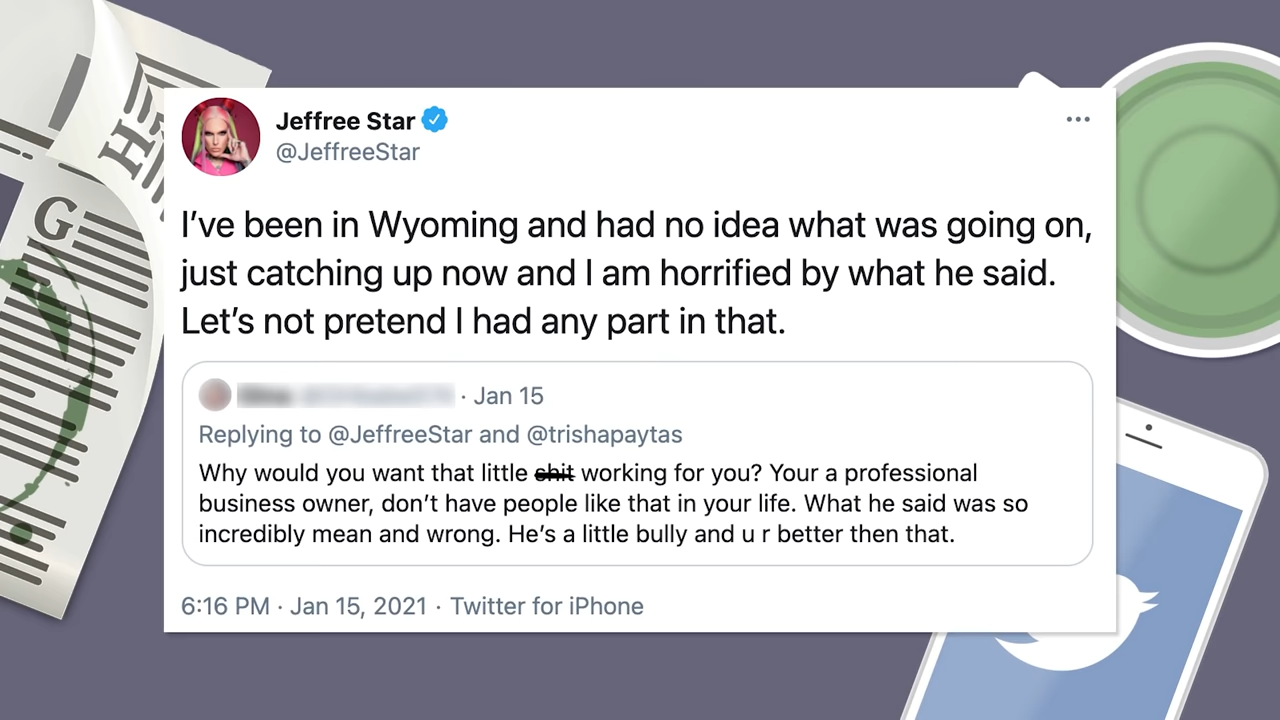 H
G
Jeffree Star
@JeffreeStar
I’ve been in Wyoming and had no idea what was going on,
just catching up now and I am horrified by what he said.
Let’s not pretend I had any part in that.
· Jan 15
Replying to @JeffreeStar and @trishapaytas
Why would you want that little shit working for you? Your a professional
business owner, don’t have people like that in your life. What he said was so
incredibly mean and wrong. He’s a little bully and u r better then that.
6:16 PM · Jan 15, 2021 · Twitter for iPhone